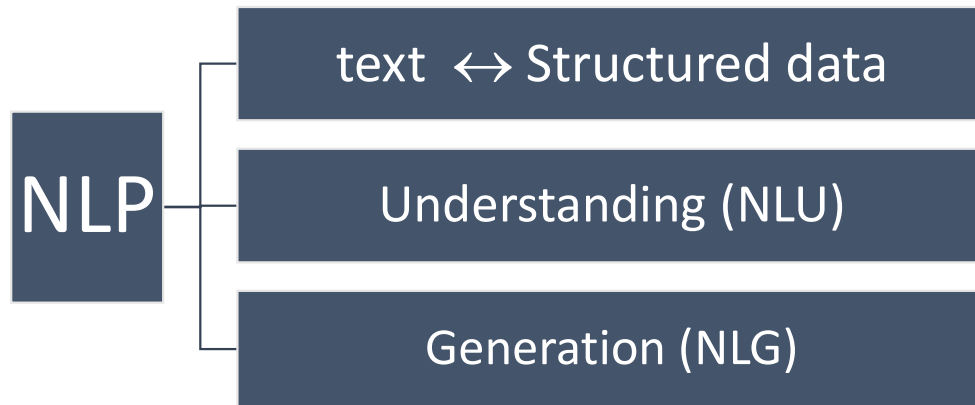 NLP
text ↔ Structured data
Understanding (NLU)
Generation (NLG)